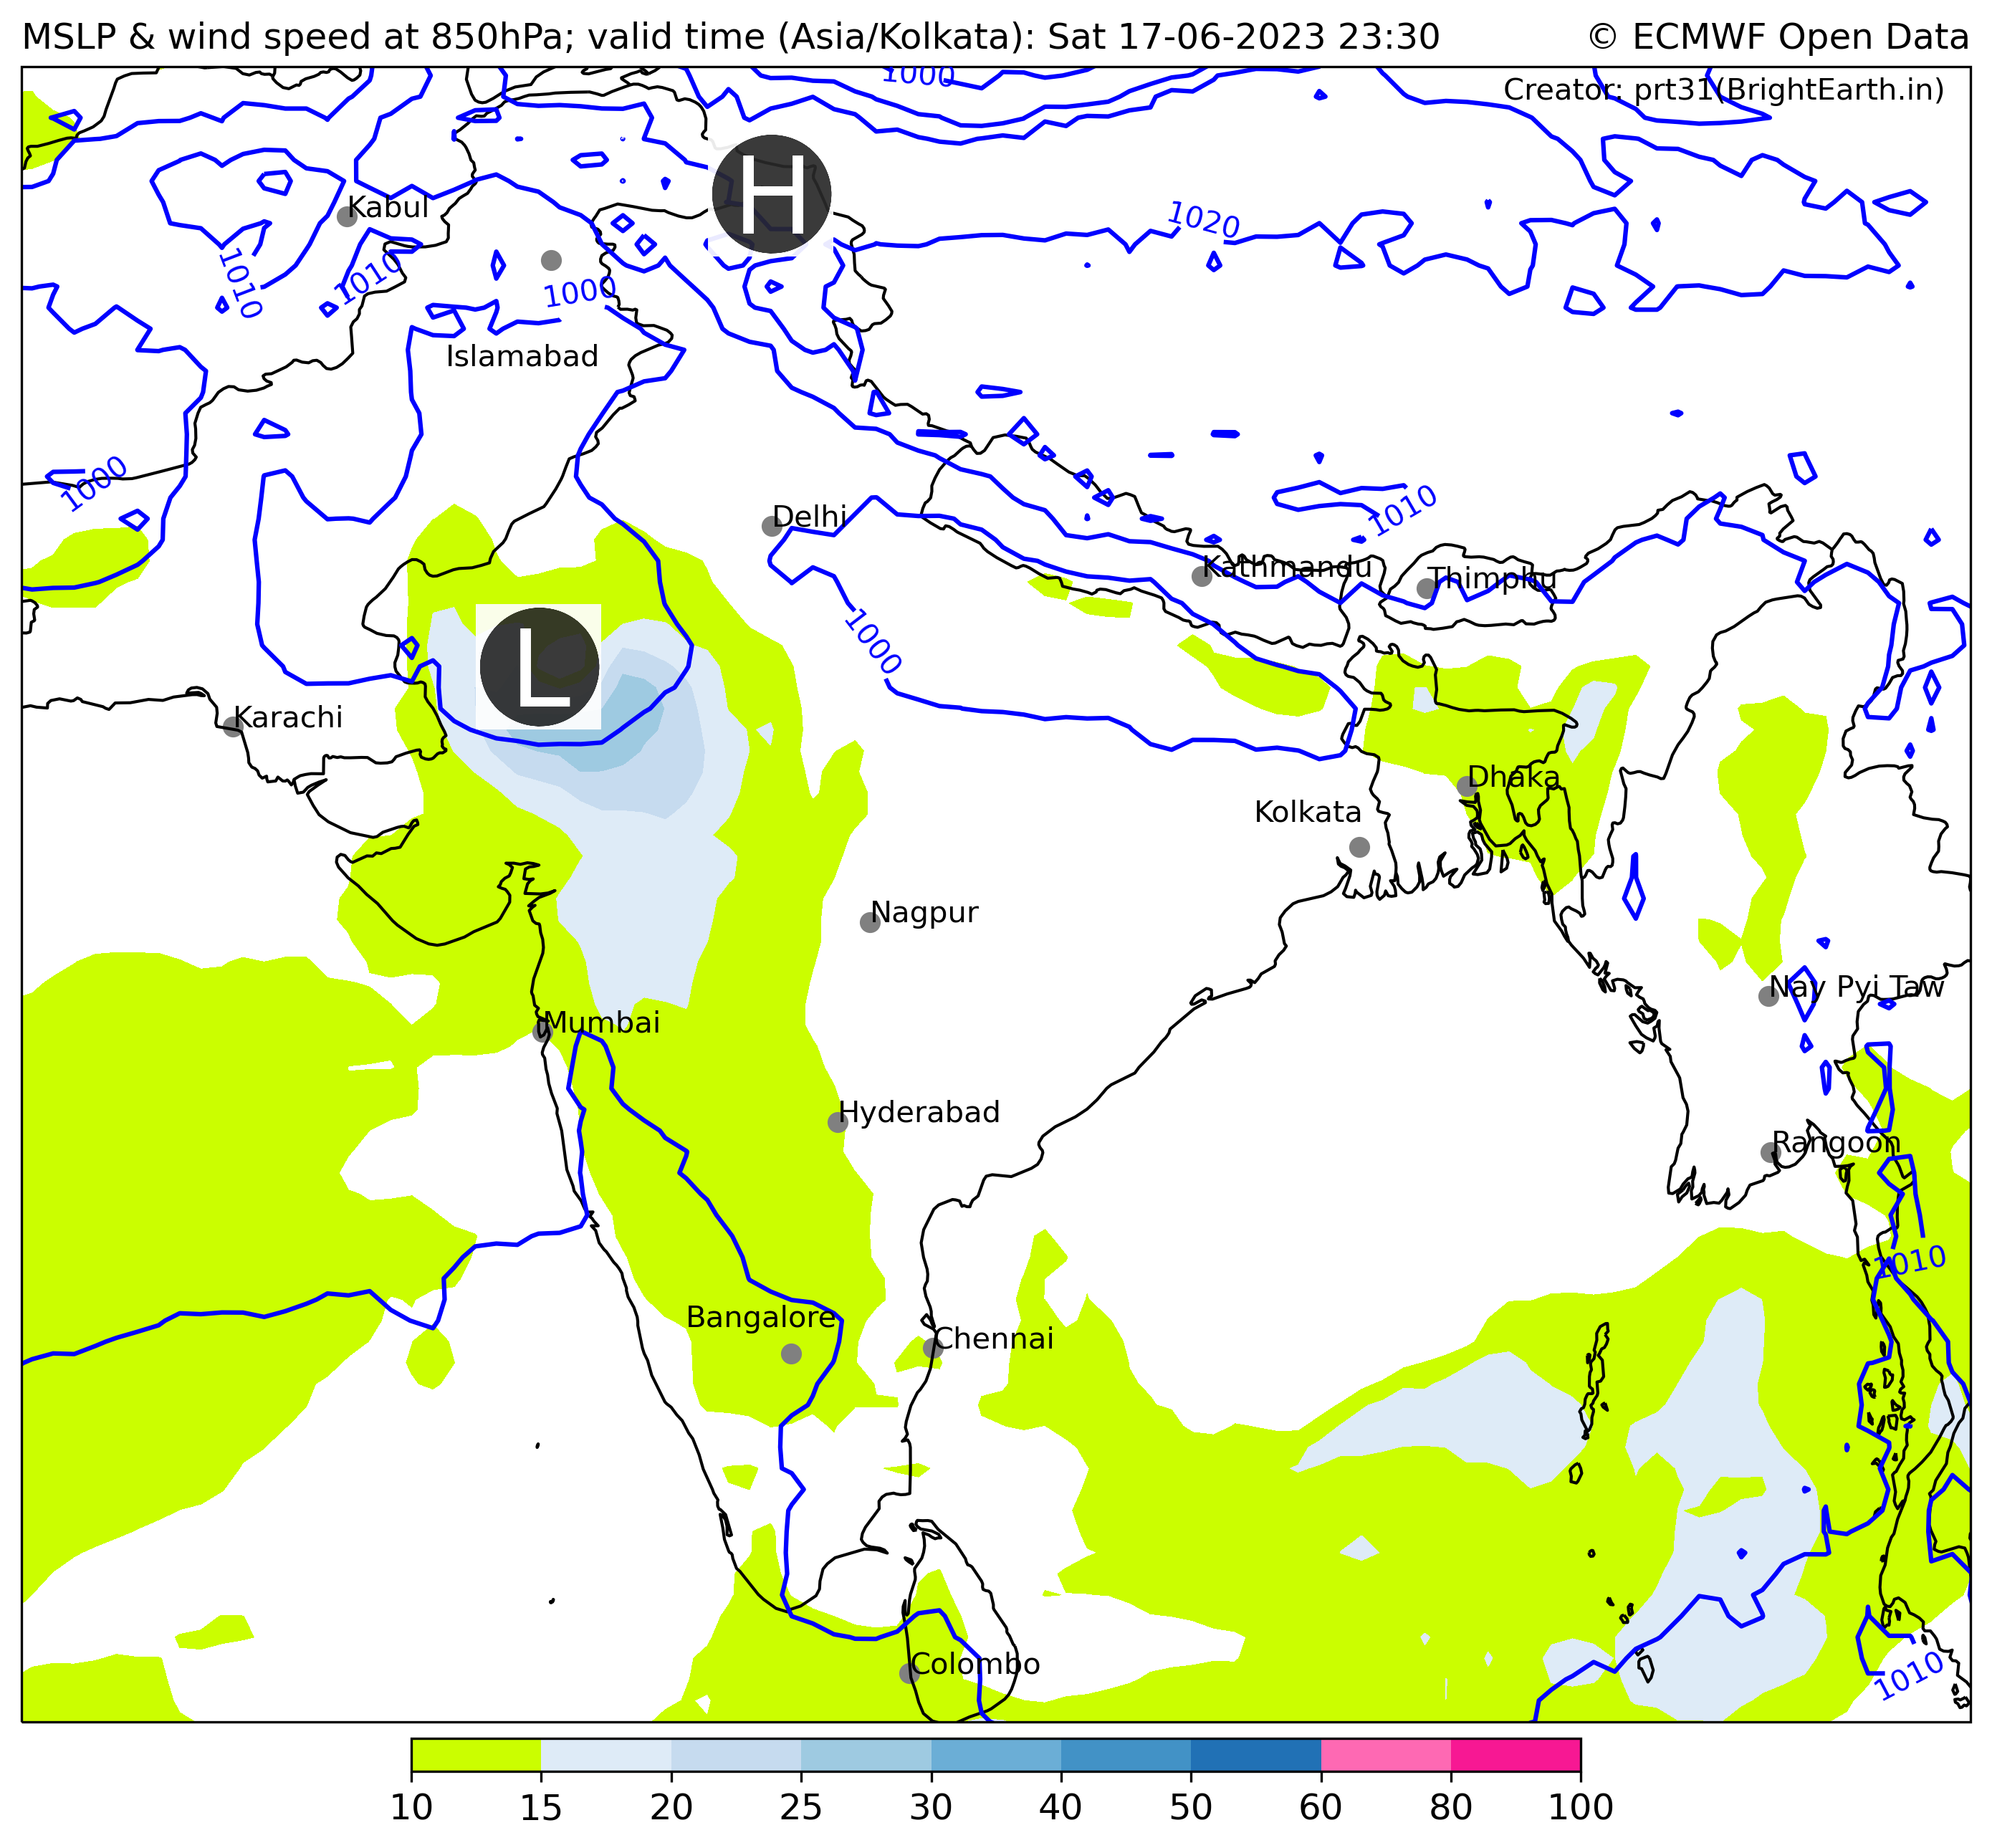 MSLP & wind speed at 850hPa; valid time (Asia/Kolkata): Sat 17-06-2023 23:30
© ECMWF Open Data
1000
Creator: prt31(BrightEarth.in)
H
Kabul
1020
1010
1010
1000
Islamabad
1000
1010
Delhi
Kathmandu
Thimphu
1000
L
Karachi
Dhaka
Kolkata
Nagpur
Nay Pyi Taw
Mumbai
Hyderabad
Rangoon
1010
Bangalore
Chennai
Colombo
1010
10 15 20 25 30 40 50 60 80 100